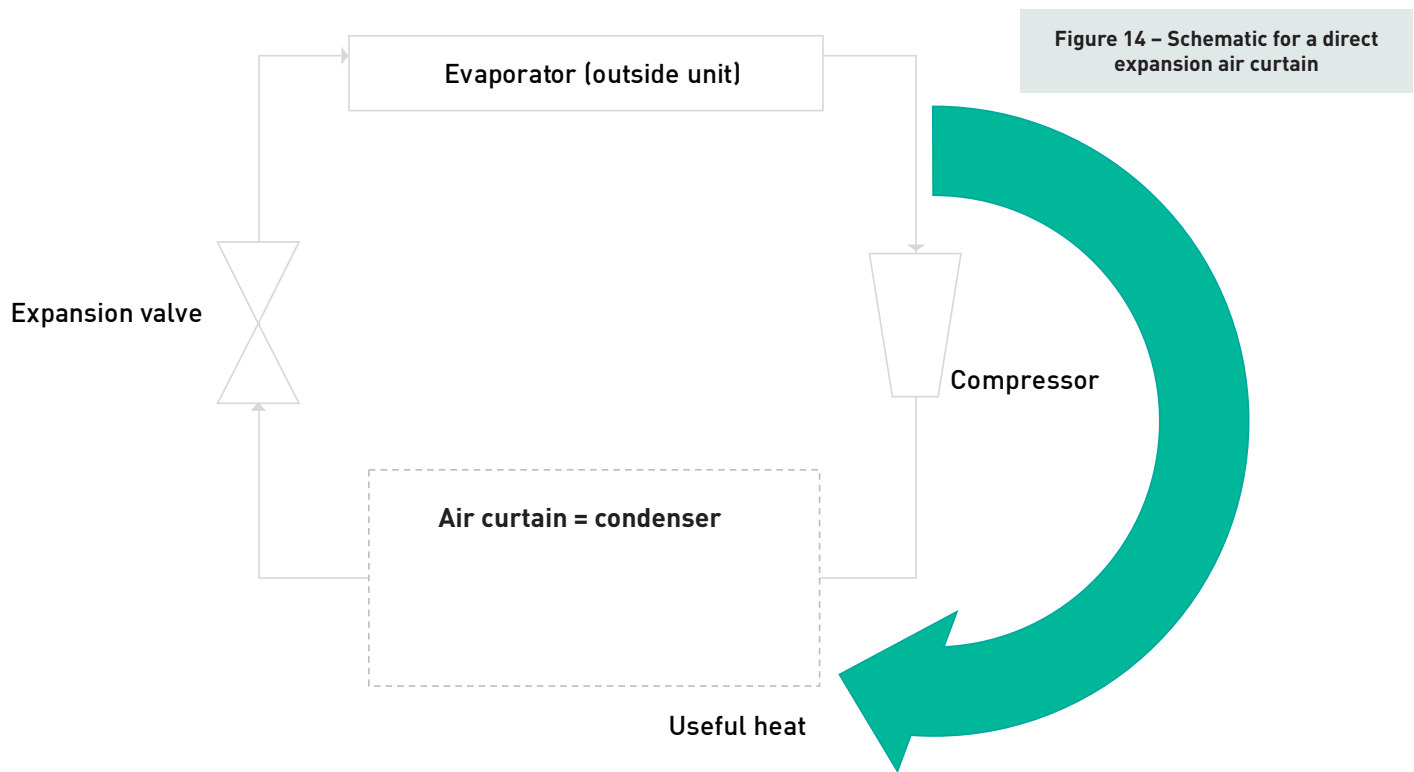 Figure 14 – Schematic for a direct
expansion air curtain
Evaporator (outside unit)
Expansion valve
Compressor
Air curtain = condenser
Useful heat